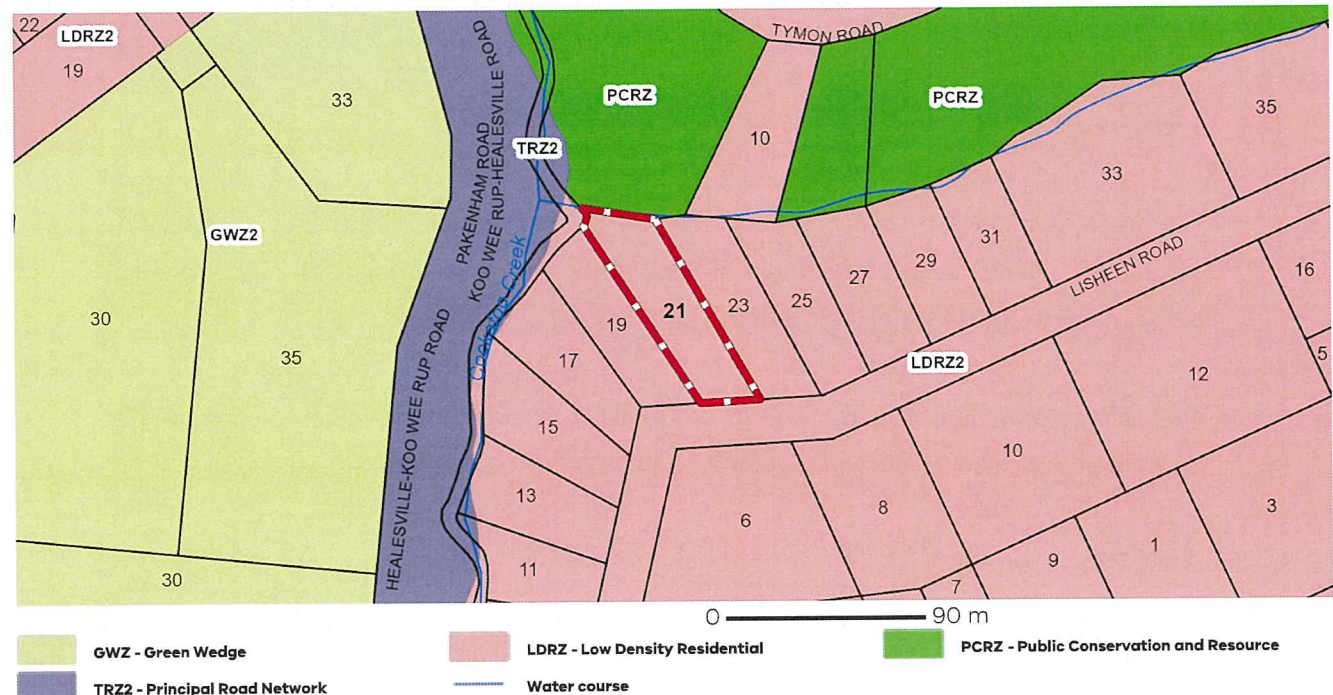 22
LDRZ2
19
33
GWZ2
30
35
30
PAKENHAM ROAD
KOO WEE RUP-HEALESVILLE ROAD
HEALESVILLE-KOO WEE RUP ROAD
TRZ2
TYMON ROAD
PCRZ
10
PCRZ
35
33
31
29
27
25
23
21
19
17
15
13
11
LISHEEN ROAD
LDRZ2
16
5
12
10
8
6
3
1
9
7
0 90 m
GWZ - Green Wedge
LDRZ - Low Density Residential
PCRZ - Public Conservation and Resource
TRZ2 - Principal Road Network
Water course